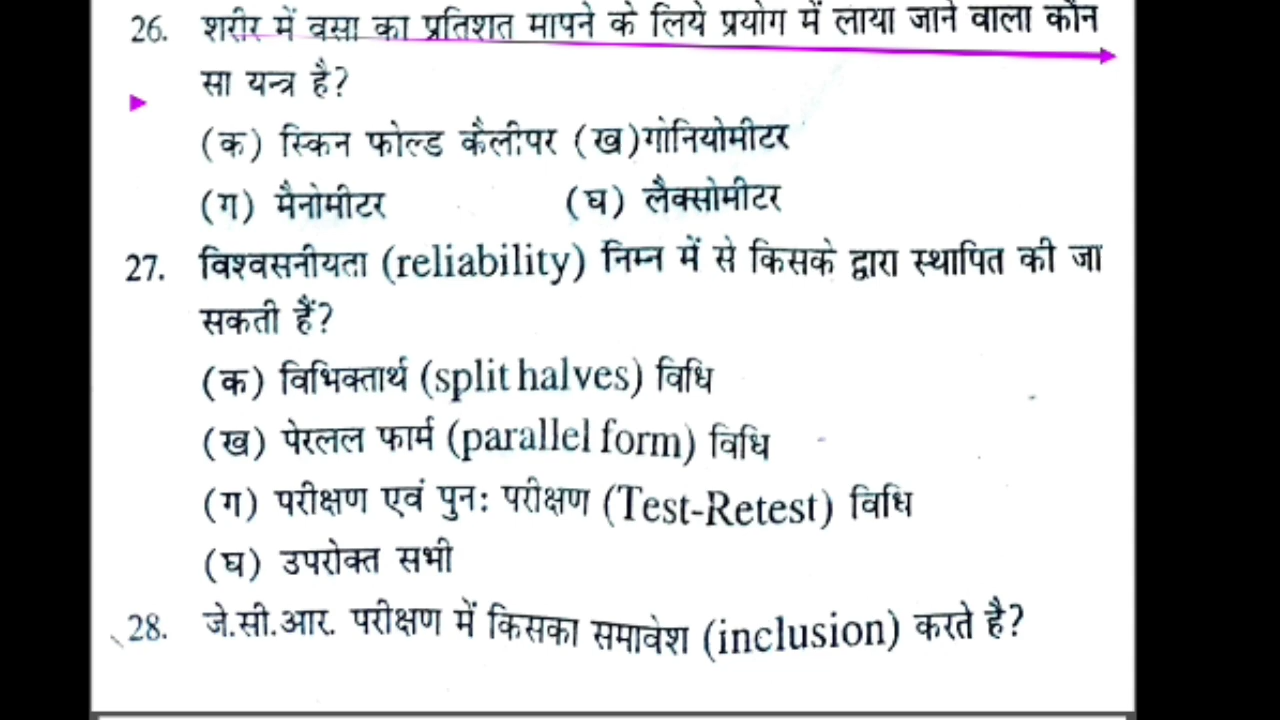 26. शरीर में वसा का प्रतिशत मापने के लिये प्रयोग में लाया जाने वाला कौन
सा यन्त्र है?
(क) स्किन फोल्ड कैलीपर (ख)गोनियोमीटर
(ग) मैनोमीटर (घ) लैक्सोमीटर
27. विश्वसनीयता (reliability) निम्न में से किसके द्वारा स्थापित की जा
सकती हैं?
(क) विभिक्तार्थ (split halves) विधि
(ख) पेरलल फार्म (parallel form) विधि
(ग) परीक्षण एवं पुनः परीक्षण (Test-Retest) विधि
(घ) उपरोक्त सभी
28. जे.सी.आर. परीक्षण में किसका समावेश (inclusion) करते है?